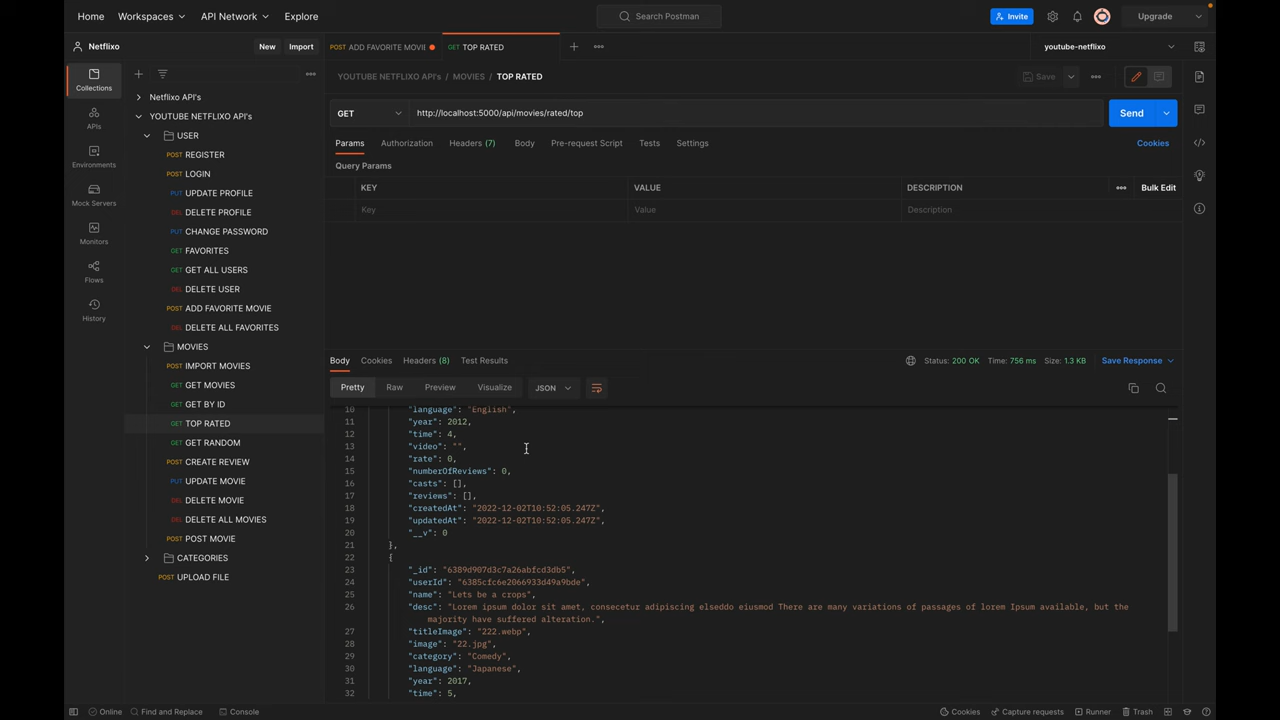 Home
Workspaces
API Network
Explore
Search Postman
Invite
Upgrade
Netflixo
New
Import
POST ADD FAVORITE MOVIE
GET TOP RATED
youtube-netflixo
YOUTUBE NETFLIXO API's / MOVIES / TOP RATED
Save
GET
http://localhost:5000/api/movies/rated/top
Send
Params
Authorization
Headers (7)
Body
Pre-request Script
Tests
Settings
Cookies
Query Params
KEY
VALUE
DESCRIPTION
Bulk Edit
Key
Value
Description
Collections
APIs
Environments
Mock Servers
Monitors
Flows
History
Netflixo API's
YOUTUBE NETFLIXO API's
USER
POST REGISTER
POST LOGIN
PUT UPDATE PROFILE
DEL DELETE PROFILE
PUT CHANGE PASSWORD
GET FAVORITES
GET GET ALL USERS
DEL DELETE USER
POST ADD FAVORITE MOVIE
DEL DELETE ALL FAVORITES
MOVIES
POST IMPORT MOVIES
GET GET MOVIES
GET GET BY ID
GET TOP RATED
GET GET RANDOM
POST CREATE REVIEW
PUT UPDATE MOVIE
DEL DELETE MOVIE
DEL DELETE ALL MOVIES
POST POST MOVIE
CATEGORIES
POST UPLOAD FILE
Body
Cookies
Headers (8)
Test Results
Status: 200 OK
Time: 756 ms
Size: 1.3 KB
Save Response
Pretty
Raw
Preview
Visualize
JSON
10 "language": "English",
11 "year": 2012,
12 "time": 4,
13 "video": "",
14 "rate": 0,
15 "numberOfReviews": 0,
16 "casts": [],
17 "reviews": [],
18 "createdAt": "2022-12-02T10:52:05.247Z",
19 "updatedAt": "2022-12-02T10:52:05.247Z",
20 "__v": 0
21 },
22 {
23 "_id": "6389d907d3c7a26abfcd3db5",
24 "userId": "6385cfc6e2066933d49a9bde",
25 "name": "Lets be a crops",
26 "desc": "Lorem ipsum dolor sit amet, consectetur adipiscing elseddo eiusmod There are many variations of passages of lorem Ipsum available, but the
majority have suffered alteration.",
27 "titleImage": "222.webp",
28 "image": "22.jpg",
29 "category": "Comedy",
30 "language": "Japanese",
31 "year": 2017,
32 "time": 5,
Online
Find and Replace
Console
Cookies
Capture requests
Runner
Trash